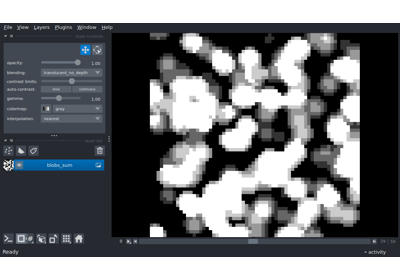 File View Layers Plugins Window Help
opacity: 1.00
blending: translucent_no_depth
contrast limits:
auto-contrast: once continuous
gamma: 1.00
colormap: gray
interpolation: nearest
blobs_sum
Ready
activity